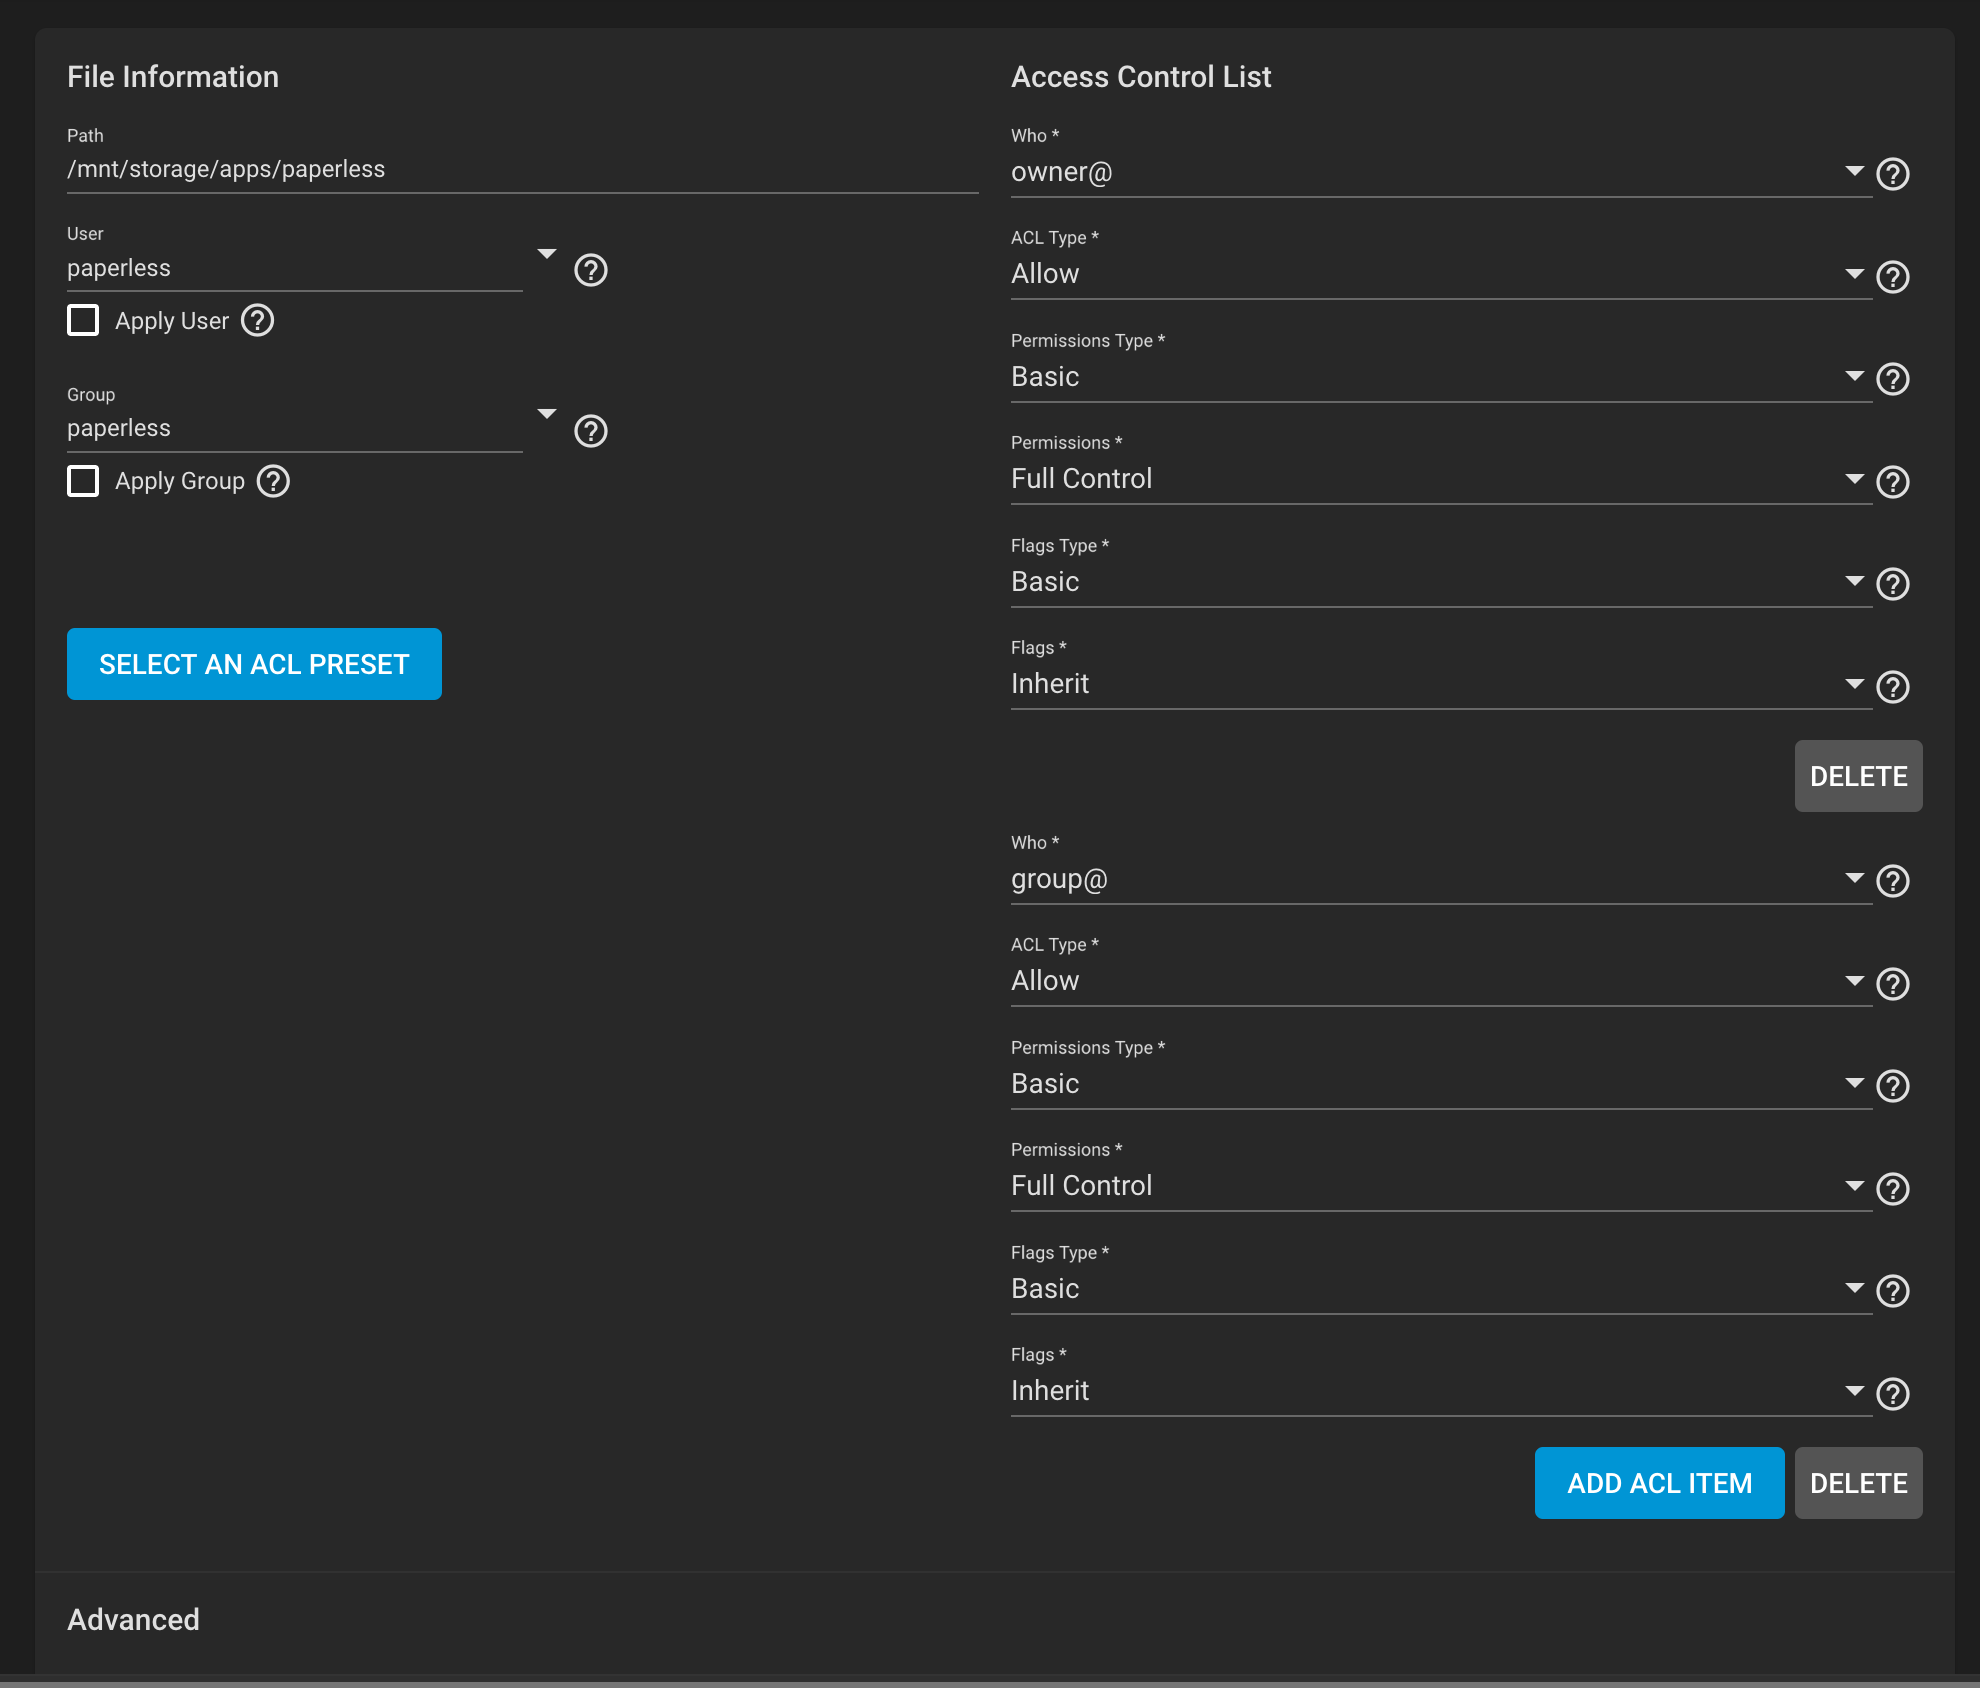 File Information
Path
/mnt/storage/apps/paperless
User
paperless
Apply User
Group
paperless
Apply Group
SELECT AN ACL PRESET
Access Control List
Who *
owner@
ACL Type *
Allow
Permissions Type *
Basic
Permissions *
Full Control
Flags Type *
Basic
Flags *
Inherit
DELETE
Who *
group@
ACL Type *
Allow
Permissions Type *
Basic
Permissions *
Full Control
Flags Type *
Basic
Flags *
Inherit
ADD ACL ITEM DELETE
Advanced